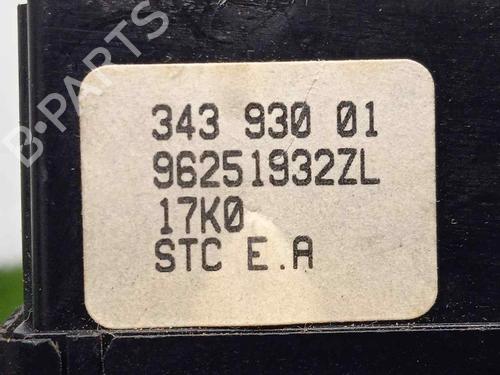 B-PARTS
343 930 01
96251932ZL
17K0
STC E.A